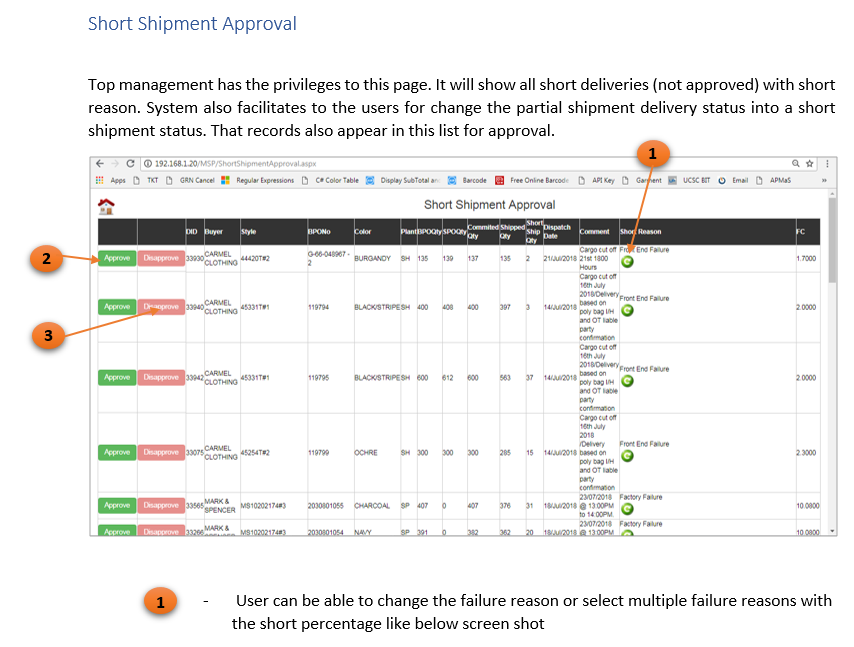 Short Shipment Approval
Top management has the privileges to this page. It will show all short deliveries (not approved) with short
reason. System also facilitates to the users for change the partial shipment delivery status into a short
shipment status. That records also appear in this list for approval.
1
192.168.1.20/MSP/ShortShipmentApproval.aspx
Apps TKT GRN Cancel Regular Expressions C# Color Table Display SubTotal an Barcode Free Online Barcode API Key Garment UCSC BIT Email APMaS »
Short Shipment Approval
DID Buyer Style BPONo Color Plant BPOQty SPOQty Commited Qty Shipped Qty Short Ship Qty Dispatch Date Comment Short Reason FC
2
Approve Disapprove 33930 CARMEL CLOTHING 44420T#2 G-66-048967 - 2 BURGANDY SH 135 139 137 135 2 21/Jul/2018 Cargo cut off 21st 1800 Hours Front End Failure 1.7000
Approve Disapprove 33940 CARMEL CLOTHING 45331T#1 119794 BLACK/STRIPE SH 400 408 400 397 3 14/Jul/2018 Cargo cut off 16th July 2018/Delivery based on poly bag I/H and OT liable party confirmation Front End Failure 2.0000
3
Approve Disapprove 33942 CARMEL CLOTHING 45331T#1 119795 BLACK/STRIPE SH 600 612 600 563 37 14/Jul/2018 Cargo cut off 16th July 2018/Delivery based on poly bag I/H and OT liable party confirmation Front End Failure 2.0000
Approve Disapprove 33075 CARMEL CLOTHING 45254T#2 119799 OCHRE SH 300 300 300 285 15 14/Jul/2018 Cargo cut off 16th July 2018 /Delivery based on poly bag I/H and OT liable party confirmation Front End Failure 2.3000
Approve Disapprove 33565 MARK & SPENCER MS10202174#3 2030801055 CHARCOAL SP 407 0 407 376 31 18/Jul/2018 23/07/2018 @ 13:00PM to 14:00PM. Factory Failure 10.0800
Approve Disapprove 33266 MARK & MS10202174#3 2030801054 NAVY SP 391 0 382 362 20 18/Jul/2018 23/07/2018 @ 13:00PM Factory Failure 10.0800
1 - User can be able to change the failure reason or select multiple failure reasons with
the short percentage like below screen shot